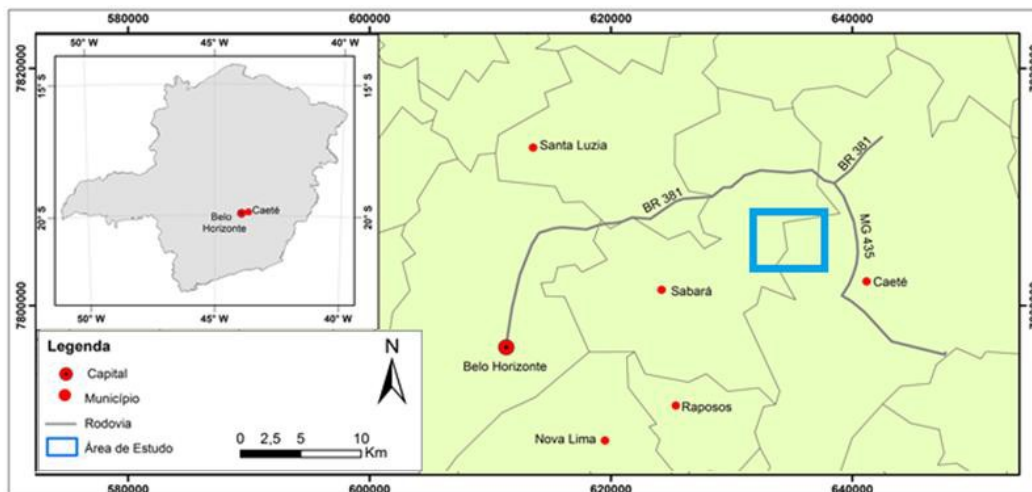 580000 600000 620000 640000
50° W 45° W 40° W
15° S 15° S
20° S 20° S
Belo
Horizonte
Caeté
50° W 45° W 40° W
7820000
7800000
7800000
Santa Luzia
BR 381
BR 381
MG 435
Sabará
Caeté
Belo Horizonte
Raposos
Nova Lima
Legenda
Capital
Município
Rodovia
Área de Estudo
N
0 2,5 5 10
Km
580000 600000 620000 640000